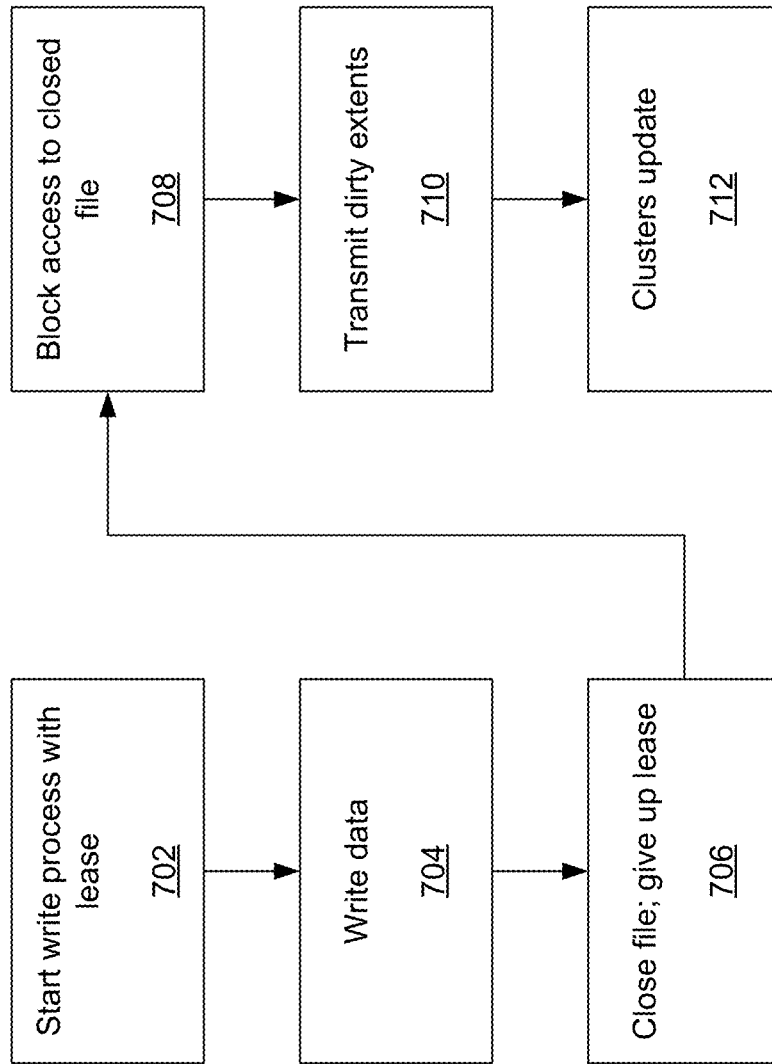 Start write process with
lease
702
Write data
704
Close file; give up lease
706
Block access to closed
file
708
Transmit dirty extents
710
Clusters update
712